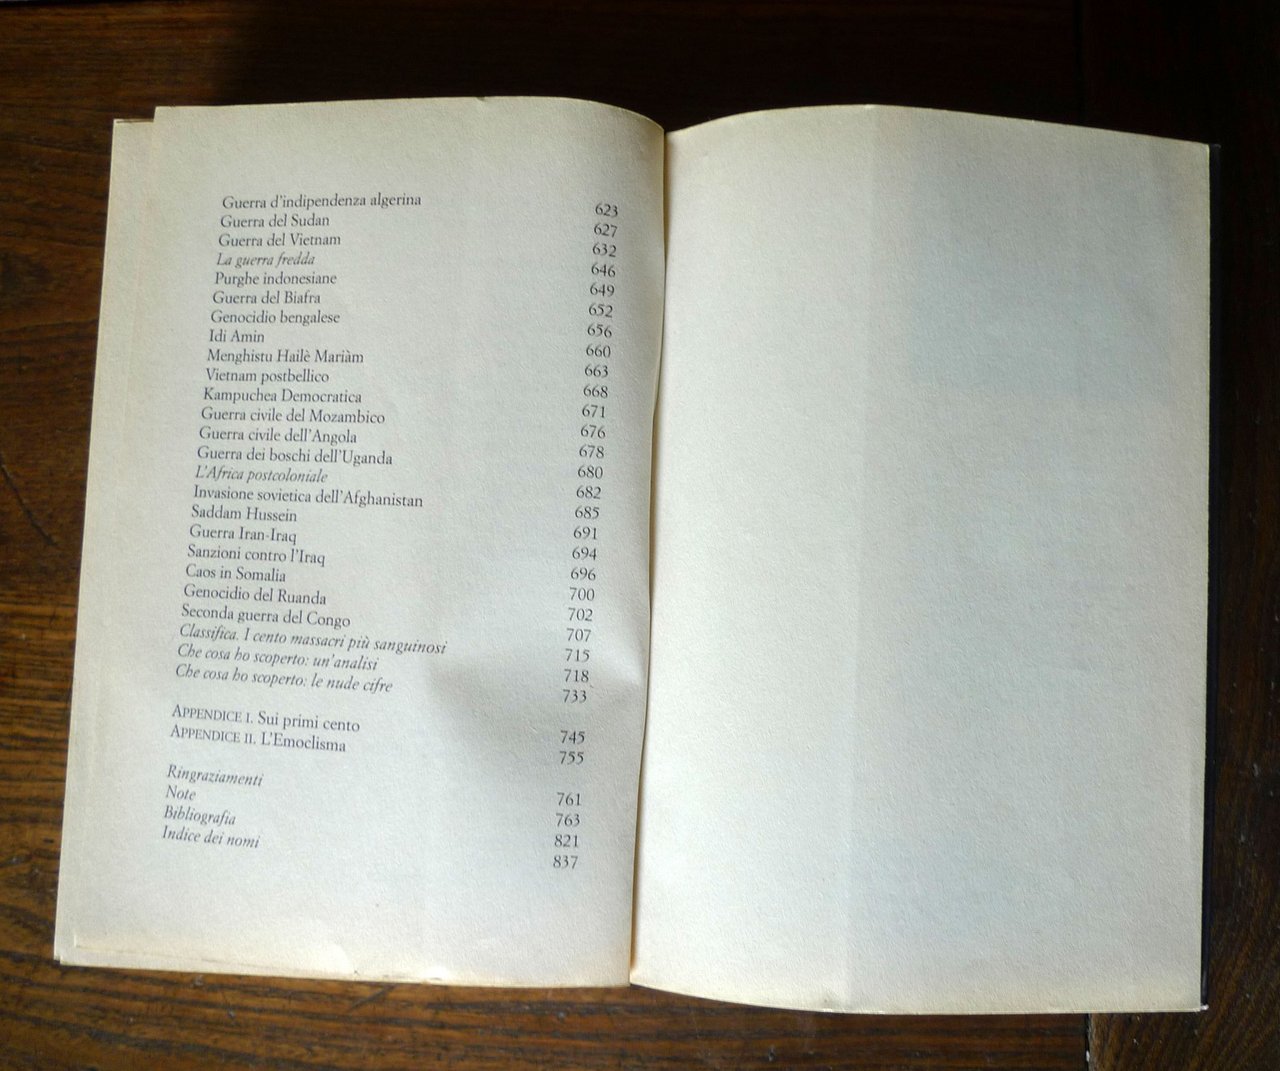 Guerra d'indipendenza algerina 623
Guerra del Sudan 627
Guerra del Vietnam 632
La guerra fredda 646
Purghe indonesiane 649
Guerra del Biafra 652
Genocidio bengalese 656
Idi Amin 660
Menghistu Hailè Mariàm 663
Vietnam postbellico 668
Kampuchea Democratica 671
Guerra civile del Mozambico 676
Guerra civile dell'Angola 678
Guerra dei boschi dell'Uganda 680
L'Africa postcoloniale 682
Invasione sovietica dell'Afghanistan 685
Saddam Hussein 691
Guerra Iran-Iraq 694
Sanzioni contro l'Iraq 696
Caos in Somalia 700
Genocidio del Ruanda 702
Seconda guerra del Congo 707
Classifica. I cento massacri più sanguinosi 715
Che cosa ho scoperto: un'analisi 718
Che cosa ho scoperto: le nude cifre 733
APPENDICE I. Sui primi cento 745
APPENDICE II. L'Emoclisma 755
Ringraziamenti 761
Note 763
Bibliografia 821
Indice dei nomi 837